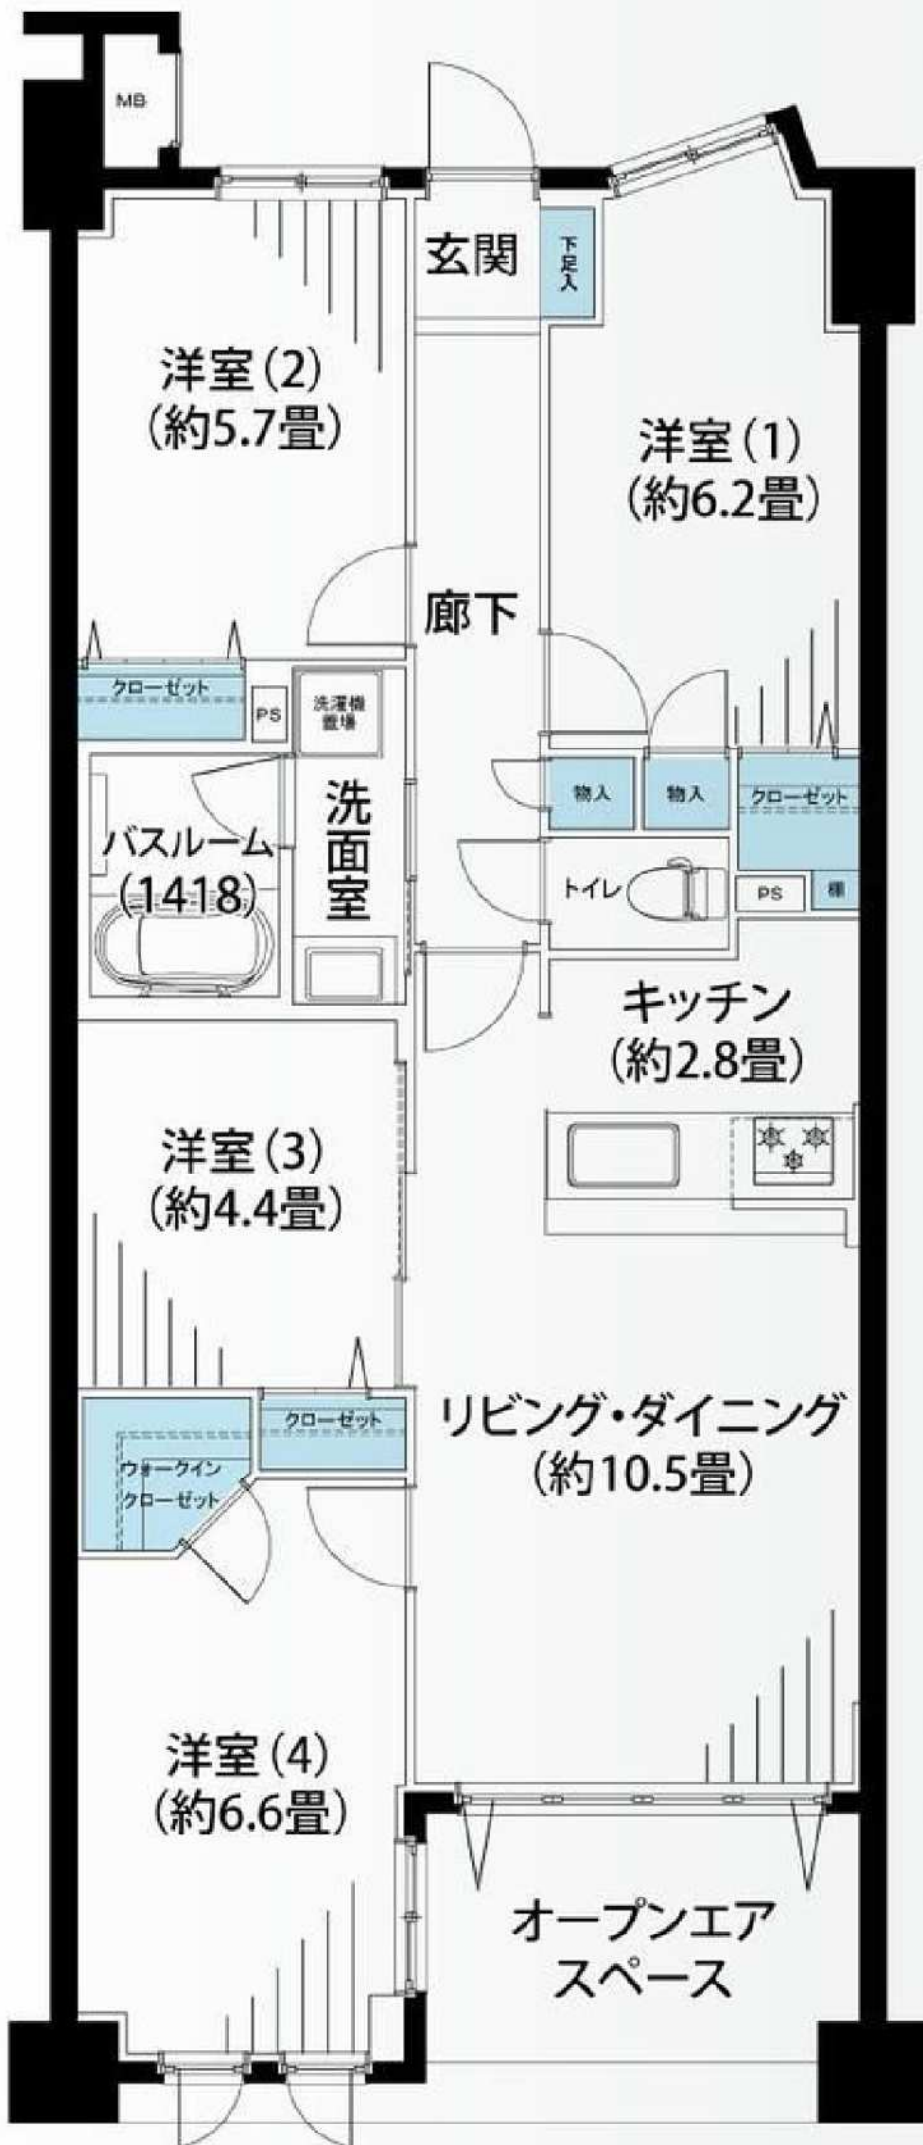 MB
玄関
下足入
洋室(2)
(約5.7畳)
洋室(1)
(約6.2畳)
廊下
クローゼット
PS
洗濯機
置場
物入
物入
クローゼット
バスルーム
(1418)
洗面室
トイレ
PS
棚
キッチン
(約2.8畳)
洋室(3)
(約4.4畳)
リビング・ダイニング
(約10.5畳)
クローゼット
ウォークイン
クローゼット
洋室(4)
(約6.6畳)
オープンエア
スペース